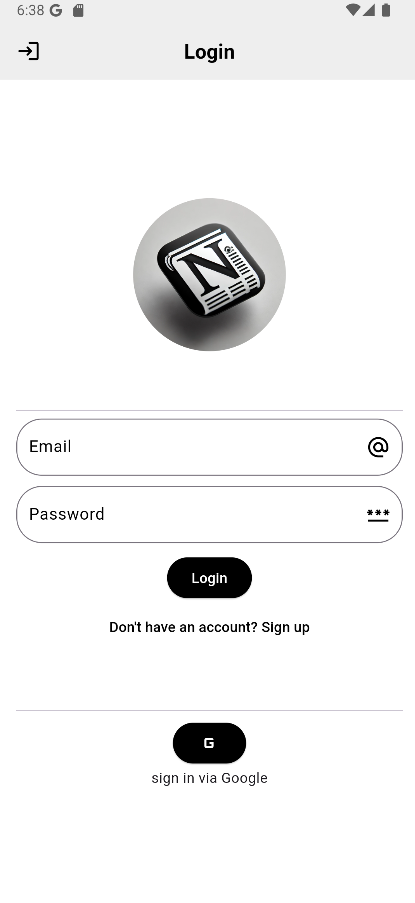 6:38 G
Login
N
Email @
Password ***
Login
Don't have an account? Sign up
G
sign in via Google